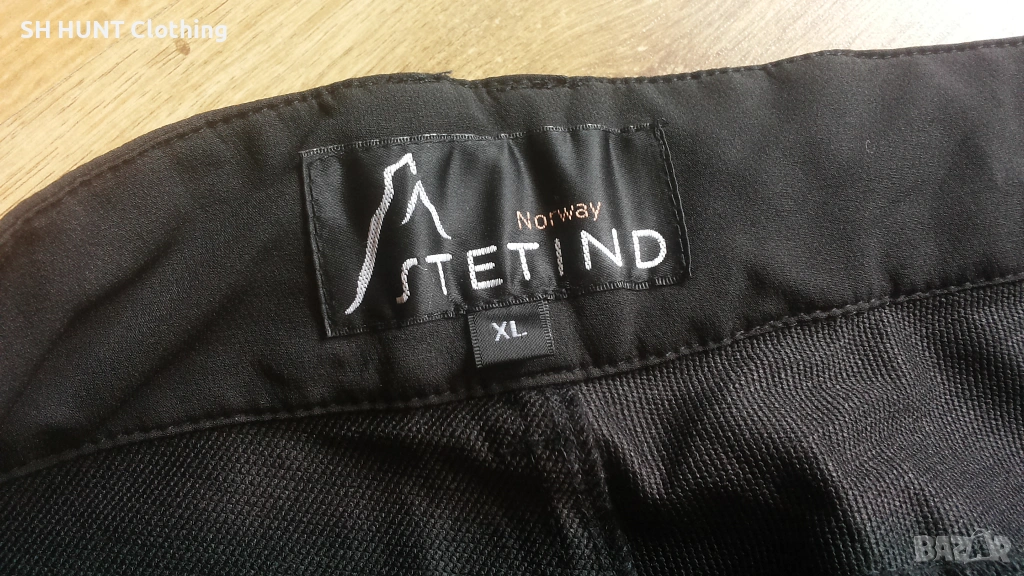 SH HUNT Clothing
Norway
STETIND
XL
BAZAR